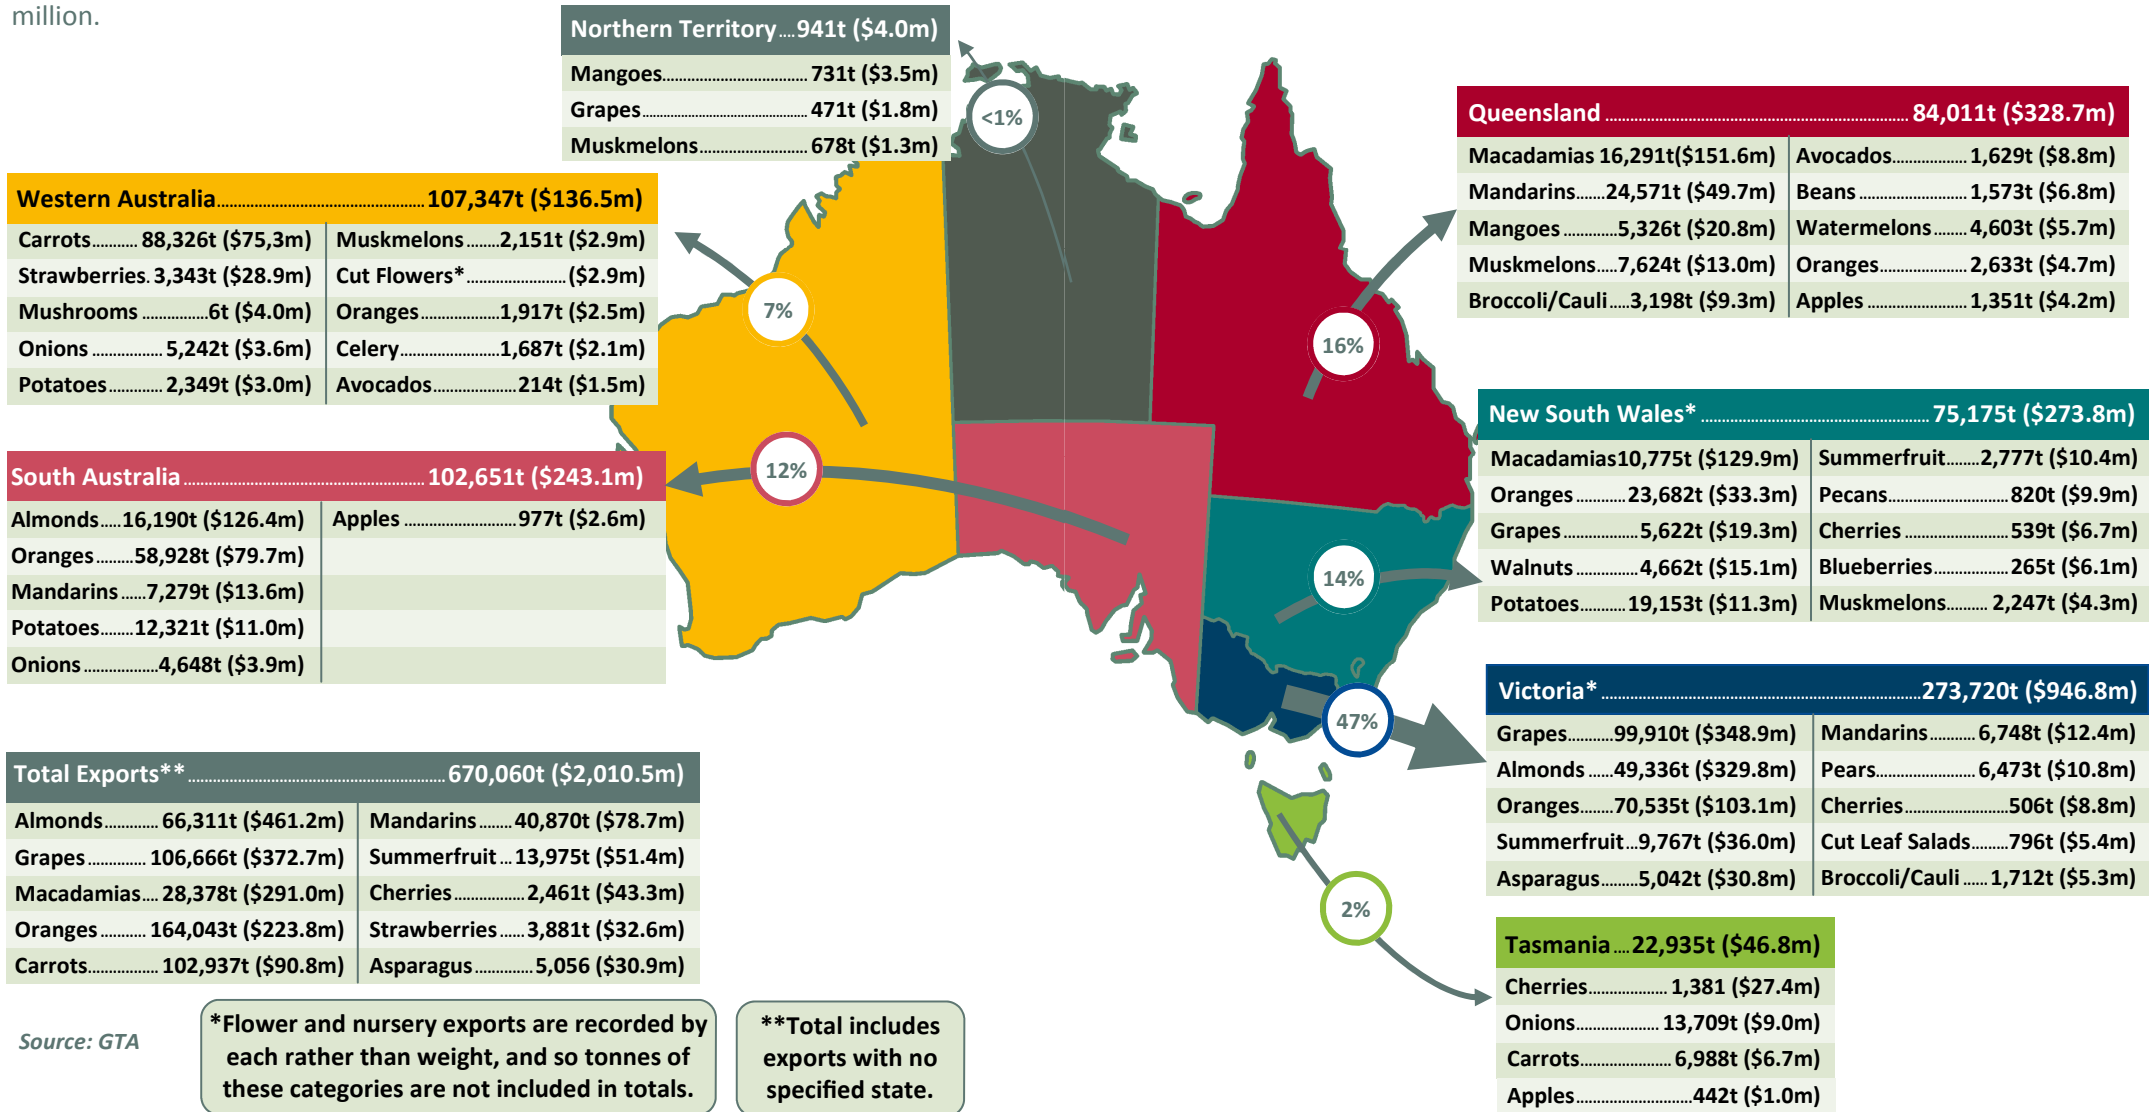 million.
Northern Territory....941t ($4.0m)
Mangoes............................. 731t ($3.5m)
Grapes................................. 471t ($1.8m)
Muskmelons...................... 678t ($1.3m)
<1%
Western Australia.......................................107,347t ($136.5m)
Carrots.......... 88,326t ($75,3m)
Strawberries. 3,343t ($28.9m)
Mushrooms ..............6t ($4.0m)
Onions ............... 5,242t ($3.6m)
Potatoes........... 2,349t ($3.0m)
Muskmelons.......2,151t ($2.9m)
Cut Flowers*.....................($2.9m)
Oranges ................1,917t ($2.5m)
Celery....................1,687t ($2.1m)
Avocados.................214t ($1.5m)
7%
Queensland .............................................................. 84,011t ($328.7m)
Macadamias 16,291t($151.6m)
Mandarins......24,571t ($49.7m)
Mangoes ...........5,326t ($20.8m)
Muskmelons.....7,624t ($13.0m)
Broccoli/Cauli ....3,198t ($9.3m)
Avocados................ 1,629t ($8.8m)
Beans ..................... 1,573t ($6.8m)
Watermelons....... 4,603t ($5.7m)
Oranges.................. 2,633t ($4.7m)
Apples .................... 1,351t ($4.2m)
16%
South Australia ............................................. 102,651t ($243.1m)
Almonds....16,190t ($126.4m)
Oranges.......58,928t ($79.7m)
Mandarins ....7,279t ($13.6m)
Potatoes......12,321t ($11.0m)
Onions ..............4,648t ($3.9m)
Apples .......................977t ($2.6m)
12%
New South Wales* ............................................. 75,175t ($273.8m)
Macadamias10,775t ($129.9m)
Oranges ..........23,682t ($33.3m)
Grapes ..............5,622t ($19.3m)
Walnuts ............4,662t ($15.1m)
Potatoes.........19,153t ($11.3m)
Summerfruit.......2,777t ($10.4m)
Pecans........................820t ($9.9m)
Cherries .....................539t ($6.7m)
Blueberries ................265t ($6.1m)
Muskmelons......... 2,247t ($4.3m)
14%
Victoria* ...............................................................273,720t ($946.8m)
Grapes..........99,910t ($348.9m)
Almonds .....49,336t ($329.8m)
Oranges.......70,535t ($103.1m)
Summerfruit...9,767t ($36.0m)
Asparagus........5,042t ($30.8m)
Mandarins........... 6,748t ($12.4m)
Pears..................... 6,473t ($10.8m)
Cherries .......................506t ($8.8m)
Cut Leaf Salads........796t ($5.4m)
Broccoli/Cauli ...... 1,712t ($5.3m)
47%
Total Exports** ................................................. 670,060t ($2,010.5m)
Almonds............ 66,311t ($461.2m)
Grapes ............ 106,666t ($372.7m)
Macadamias.... 28,378t ($291.0m)
Oranges .......... 164,043t ($223.8m)
Carrots.............. 102,937t ($90.8m)
Mandarins ....... 40,870t ($78.7m)
Summerfruit ... 13,975t ($51.4m)
Cherries ................. 2,461t ($43.3m)
Strawberries ...... 3,881t ($32.6m)
Asparagus .............. 5,056 ($30.9m)
2%
Tasmania ....22,935t ($46.8m)
Cherries................... 1,381 ($27.4m)
Onions.................... 13,709t ($9.0m)
Carrots...................... 6,988t ($6.7m)
Apples............................442t ($1.0m)
Source: GTA
*Flower and nursery exports are recorded by
each rather than weight, and so tonnes of
these categories are not included in totals.
**Total includes
exports with no
specified state.